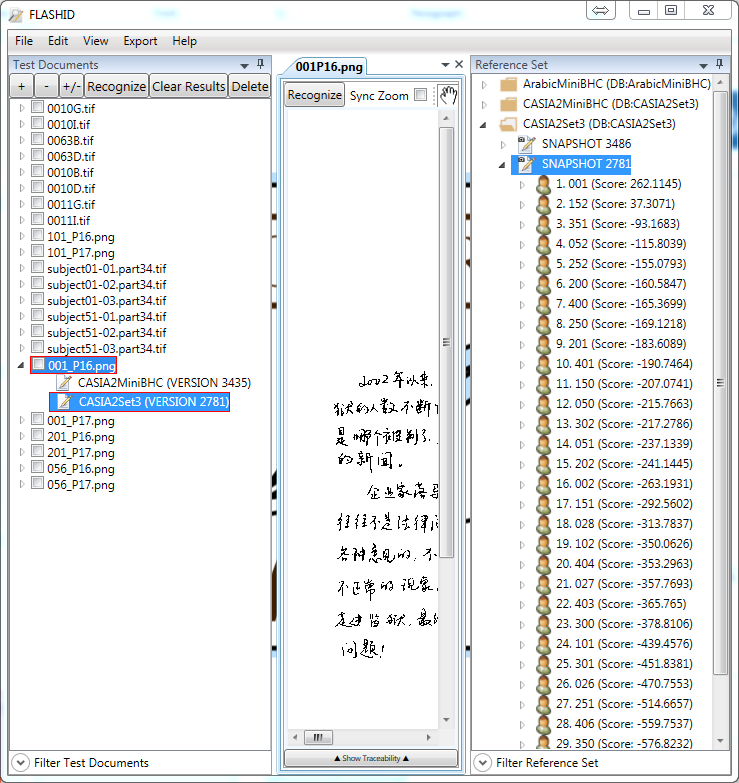 FLASHID
File Edit View Export Help
Test Documents
+ - +/- Recognize Clear Results Delete
0010G.tif
0010I.tif
0063B.tif
0063D.tif
0010B.tif
0010D.tif
0011G.tif
0011I.tif
101_P16.png
101_P17.png
subject01-01.part34.tif
subject01-02.part34.tif
subject01-03.part34.tif
subject51-01.part34.tif
subject51-02.part34.tif
subject51-03.part34.tif
001_P16.png
CASIA2MiniBHC (VERSION 3435)
CASIA2Set3 (VERSION 2781)
001_P17.png
201_P16.png
201_P17.png
056_P16.png
056_P17.png
Filter Test Documents
001P16.png
Recognize Sync Zoom
2002年以来,
狱的人数不断
是哪个被判了
的新闻。
企业家落马
往往不是法律问
各种意见的,不
不正常的现象,
走进监狱,最
问题!
▲ Show Traceability ▲
Reference Set
ArabicMiniBHC (DB:ArabicMiniBHC)
CASIA2MiniBHC (DB:CASIA2Set3)
CASIA2Set3 (DB:CASIA2Set3)
SNAPSHOT 3486
SNAPSHOT 2781
1. 001 (Score: 262.1145)
2. 152 (Score: 37.3071)
3. 351 (Score: -93.1683)
4. 052 (Score: -115.8039)
5. 252 (Score: -155.0793)
6. 200 (Score: -160.5847)
7. 400 (Score: -165.3699)
8. 250 (Score: -169.1218)
9. 201 (Score: -183.6089)
10. 401 (Score: -190.7464)
11. 150 (Score: -207.0741)
12. 050 (Score: -215.7663)
13. 302 (Score: -217.2786)
14. 051 (Score: -237.1339)
15. 202 (Score: -241.1445)
16. 002 (Score: -263.1931)
17. 151 (Score: -292.5602)
18. 028 (Score: -313.7837)
19. 102 (Score: -350.0626)
20. 404 (Score: -353.2963)
21. 027 (Score: -357.7693)
22. 403 (Score: -365.765)
23. 300 (Score: -378.8106)
24. 101 (Score: -439.4576)
25. 301 (Score: -451.8381)
26. 026 (Score: -470.7553)
27. 251 (Score: -514.6657)
28. 406 (Score: -559.7537)
29. 350 (Score: -576.8232)
Filter Reference Set